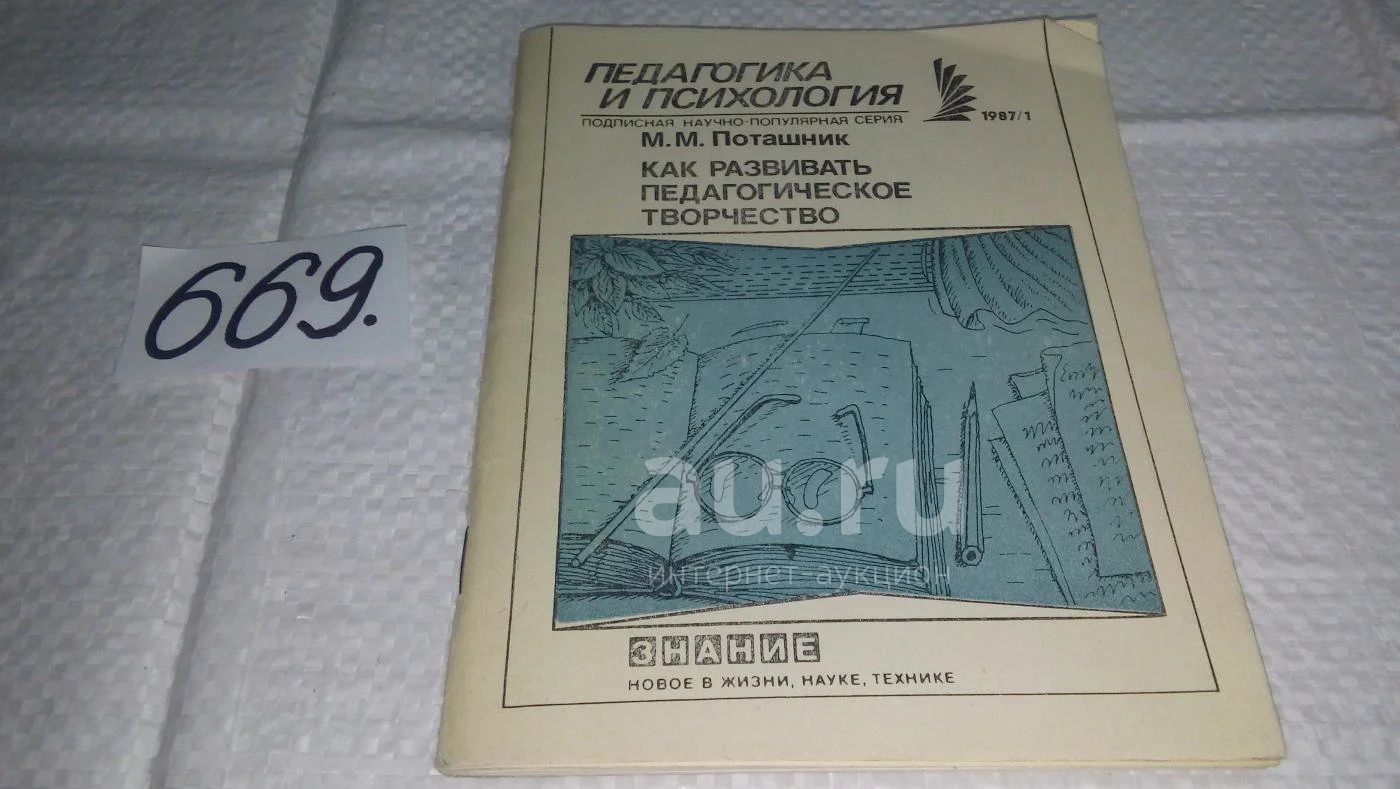 ПЕДАГОГИКА
И ПСИХОЛОГИЯ
ПОДПИСНАЯ НАУЧНО-ПОПУЛЯРНАЯ СЕРИЯ
1987/1
М.М. Поташник
КАК РАЗВИВАТЬ
ПЕДАГОГИЧЕСКОЕ
ТВОРЧЕСТВО
669.
au.ru
интернет-аукцион
ЗНАНИЕ
НОВОЕ В ЖИЗНИ, НАУКЕ, ТЕХНИКЕ